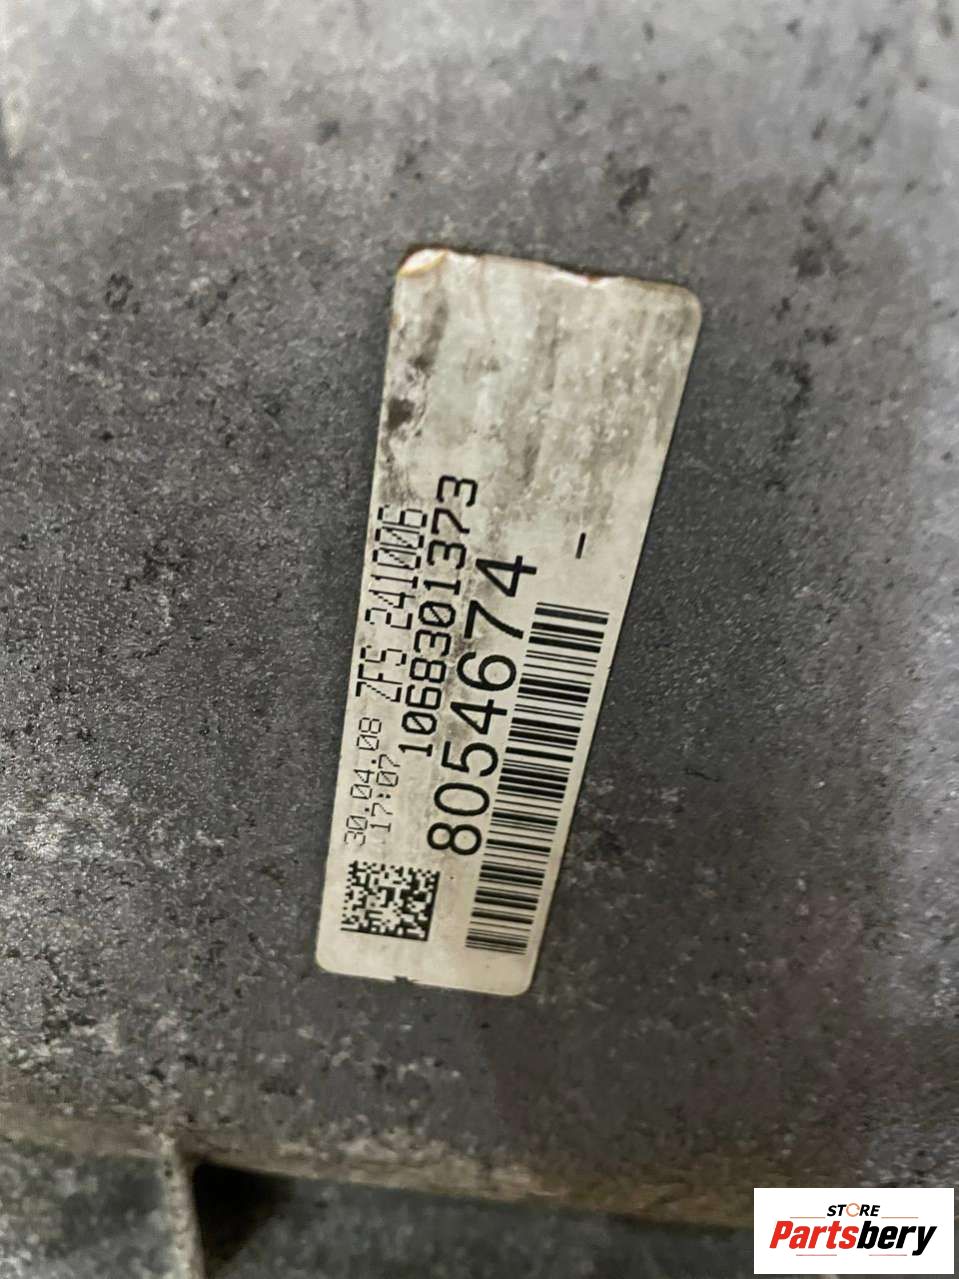 30.04.08 ZFS 241006
17:07
1068301373
8054674
-
STORE
Partsbery